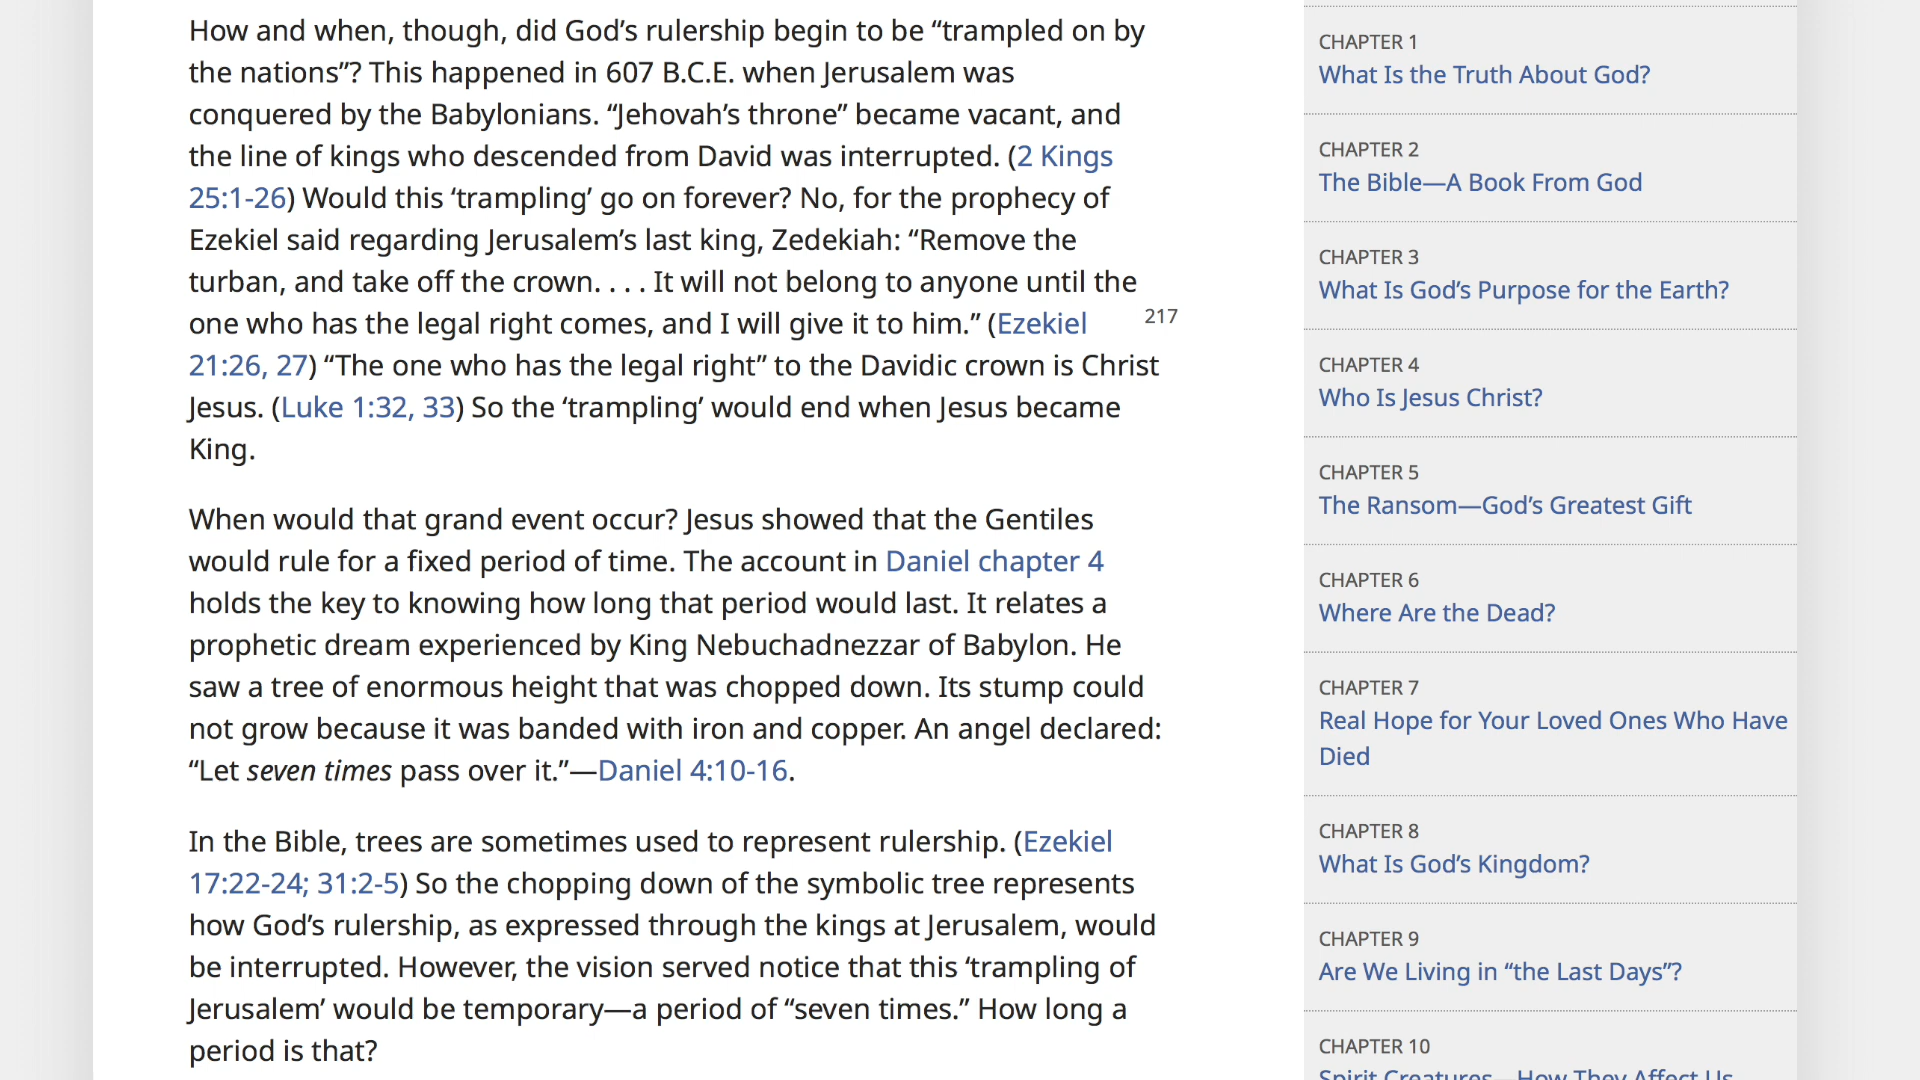 How and when, though, did God’s rulership begin to be “trampled on by
the nations”? This happened in 607 B.C.E. when Jerusalem was
conquered by the Babylonians. “Jehovah’s throne” became vacant, and
the line of kings who descended from David was interrupted. (2 Kings
25:1-26) Would this ‘trampling’ go on forever? No, for the prophecy of
Ezekiel said regarding Jerusalem’s last king, Zedekiah: “Remove the
turban, and take off the crown. . . . It will not belong to anyone until the
one who has the legal right comes, and I will give it to him.” (Ezekiel
217
21:26, 27) “The one who has the legal right” to the Davidic crown is Christ
Jesus. (Luke 1:32, 33) So the ‘trampling’ would end when Jesus became
King.
When would that grand event occur? Jesus showed that the Gentiles
would rule for a fixed period of time. The account in Daniel chapter 4
holds the key to knowing how long that period would last. It relates a
prophetic dream experienced by King Nebuchadnezzar of Babylon. He
saw a tree of enormous height that was chopped down. Its stump could
not grow because it was banded with iron and copper. An angel declared:
“Let seven times pass over it.”—Daniel 4:10-16.
In the Bible, trees are sometimes used to represent rulership. (Ezekiel
17:22-24; 31:2-5) So the chopping down of the symbolic tree represents
how God’s rulership, as expressed through the kings at Jerusalem, would
be interrupted. However, the vision served notice that this ‘trampling of
Jerusalem’ would be temporary—a period of “seven times.” How long a
period is that?
CHAPTER 1
What Is the Truth About God?
CHAPTER 2
The Bible—A Book From God
CHAPTER 3
What Is God’s Purpose for the Earth?
CHAPTER 4
Who Is Jesus Christ?
CHAPTER 5
The Ransom—God’s Greatest Gift
CHAPTER 6
Where Are the Dead?
CHAPTER 7
Real Hope for Your Loved Ones Who Have
Died
CHAPTER 8
What Is God’s Kingdom?
CHAPTER 9
Are We Living in “the Last Days”?
CHAPTER 10
Spirit Creatures—How They Affect Us